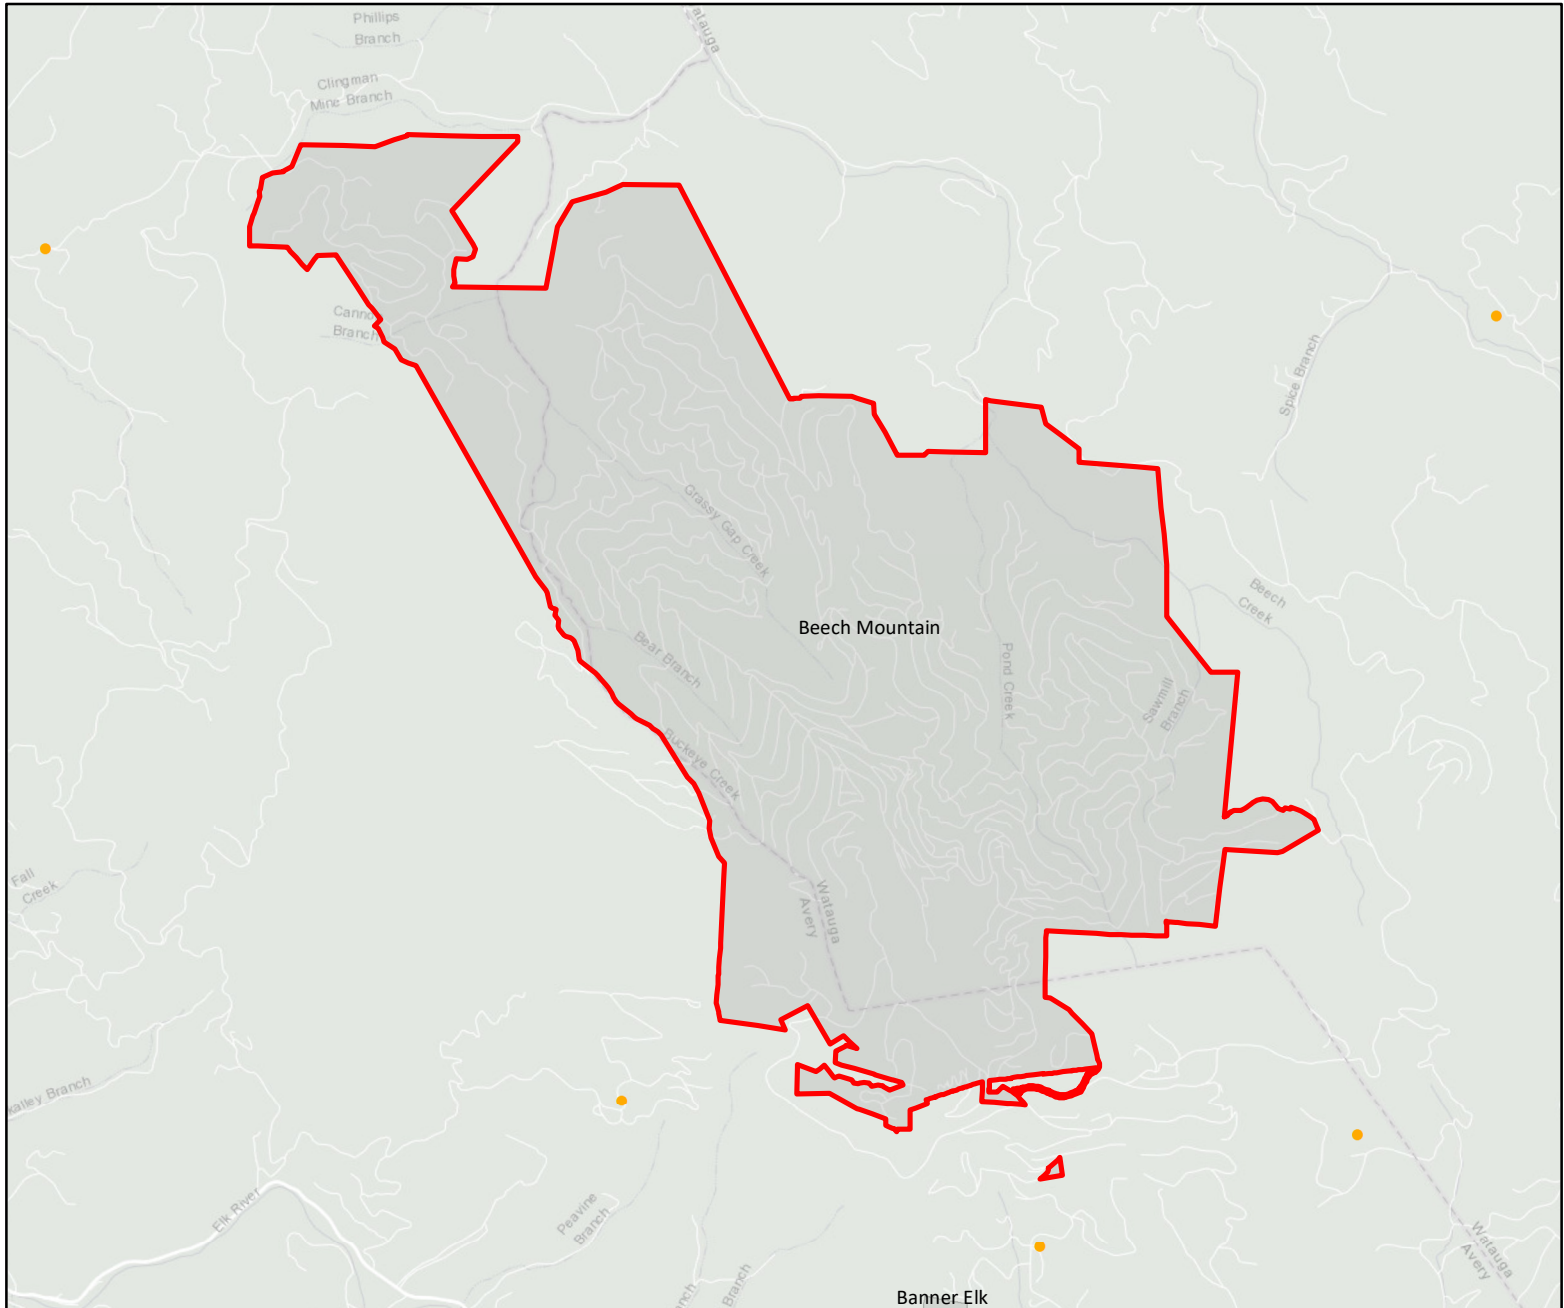 Phillips
Branch
Watauga
Clingman
Mine Branch
Branch
Spice Branch
Grassy Gap Creek
Beech
Creek
Beech Mountain
Bear Branch
Pond Creek
Sawmill
Branch
Buckeye Creek
Fall
Creek
Watauga
Avery
Branch
Elk River
Peavine
Branch
Watauga
Avery
Branch
Banner Elk